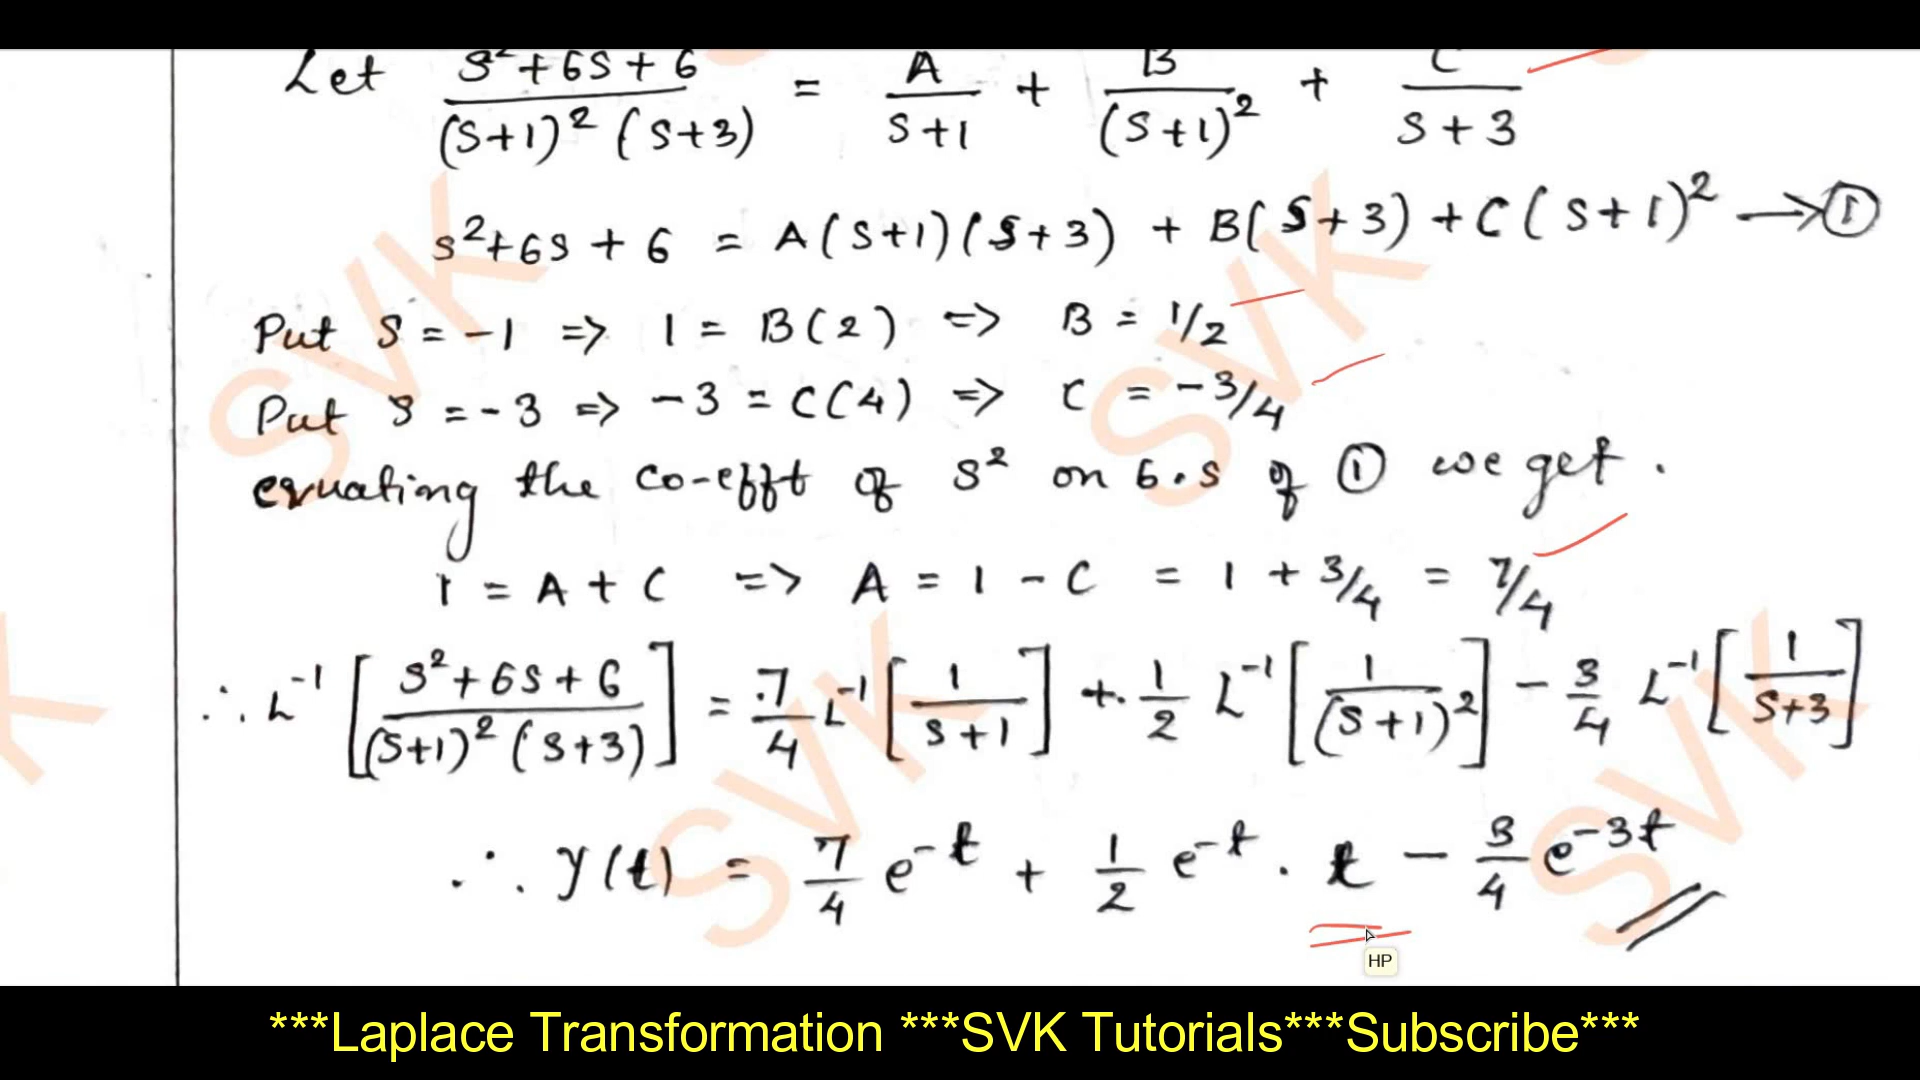 Let (s²+6s+6)/((s+1)²(s+3)) = A/(s+1) + B/(s+1)² + C/(s+3)
s²+6s+6 = A(s+1)(s+3) + B(s+3) + C(s+1)² → ①
Put s = -1 => 1 = B(2) => B = 1/2
Put s = -3 => -3 = C(4) => C = -3/4
equating the co-efft of s² on b.s of ① we get.
1 = A + C => A = 1 - C = 1 + 3/4 = 7/4
∴ L⁻¹[(s²+6s+6)/((s+1)²(s+3))] = 7/4 L⁻¹[1/(s+1)] + 1/2 L⁻¹[1/(s+1)²] - 3/4 L⁻¹[1/(s+3)]
∴ y(t) = 7/4 e⁻ᵗ + 1/2 e⁻ᵗ . t - 3/4 e⁻³ᵗ
HP
***Laplace Transformation ***SVK Tutorials***Subscribe***
SVK
SVK
SVK
SVK
K